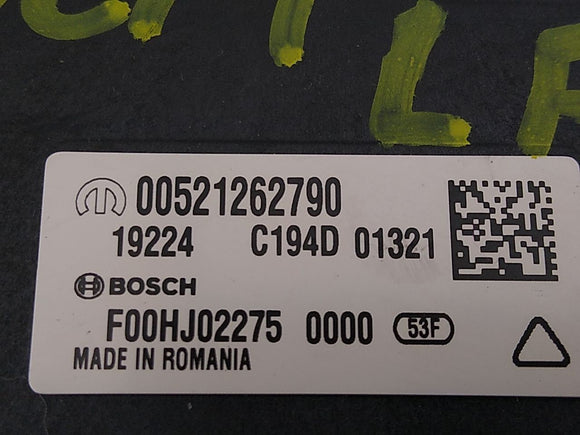 00521262790
19224 C194D 01321
BOSCH
F00HJ02275 0000 53F
MADE IN ROMANIA